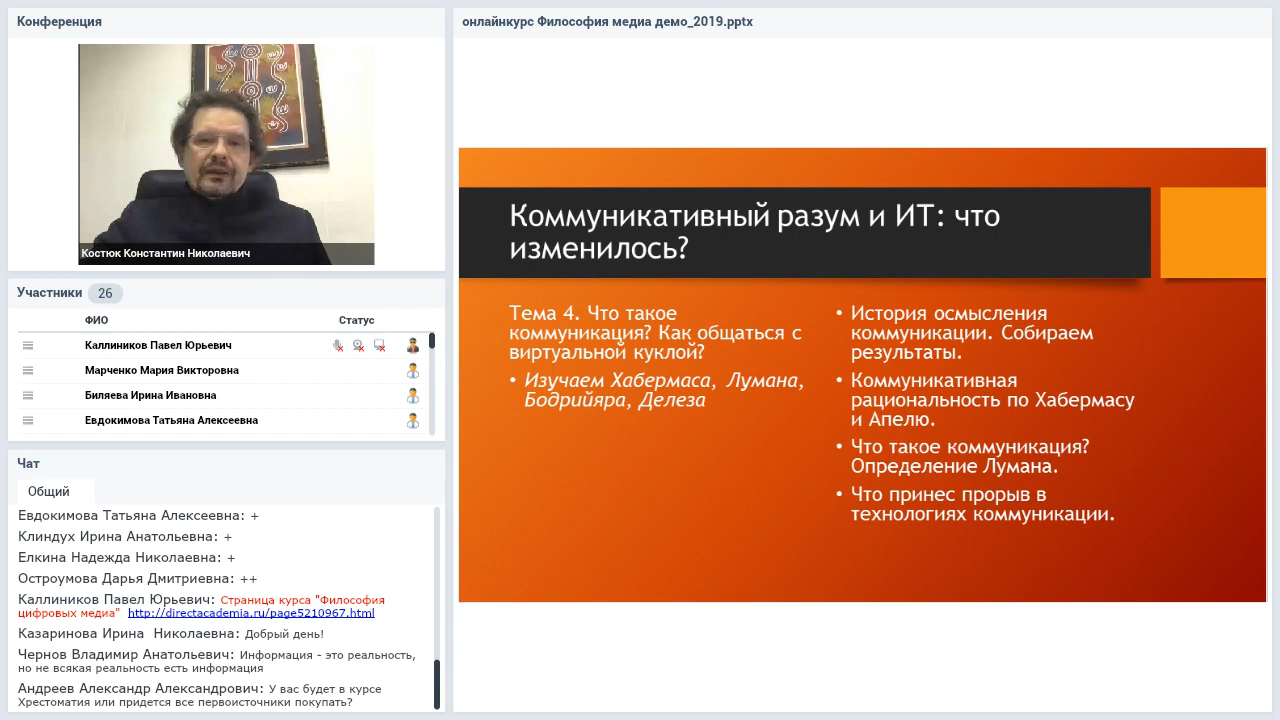 Конференция
Костюк Константин Николаевич
Участники 26
ФИО Статус
Каллиников Павел Юрьевич
Марченко Мария Викторовна
Биляева Ирина Ивановна
Евдокимова Татьяна Алексеевна
Чат
Общий
Евдокимова Татьяна Алексеевна: +
Клиндух Ирина Анатольевна: +
Елкина Надежда Николаевна: +
Остроумова Дарья Дмитриевна: ++
Каллиников Павел Юрьевич: Страница курса "Философия
цифровых медиа" http://directacademia.ru/page5210967.html
Казаринова Ирина Николаевна: Добрый день!
Чернов Владимир Анатольевич: Информация - это реальность,
но не всякая реальность есть информация
Андреев Александр Александрович: У вас будет в курсе
Хрестоматия или придется все первоисточники покупать?
онлайнкурс Философия медиа демо_2019.pptx
Коммуникативный разум и ИТ: что
изменилось?
Тема 4. Что такое
коммуникация? Как общаться с
виртуальной куклой?
• Изучаем Хабермаса, Лумана,
Бодрийяра, Делеза
• История осмысления
коммуникации. Собираем
результаты.
• Коммуникативная
рациональность по Хабермасу
и Апелю.
• Что такое коммуникация?
Определение Лумана.
• Что принес прорыв в
технологиях коммуникации.